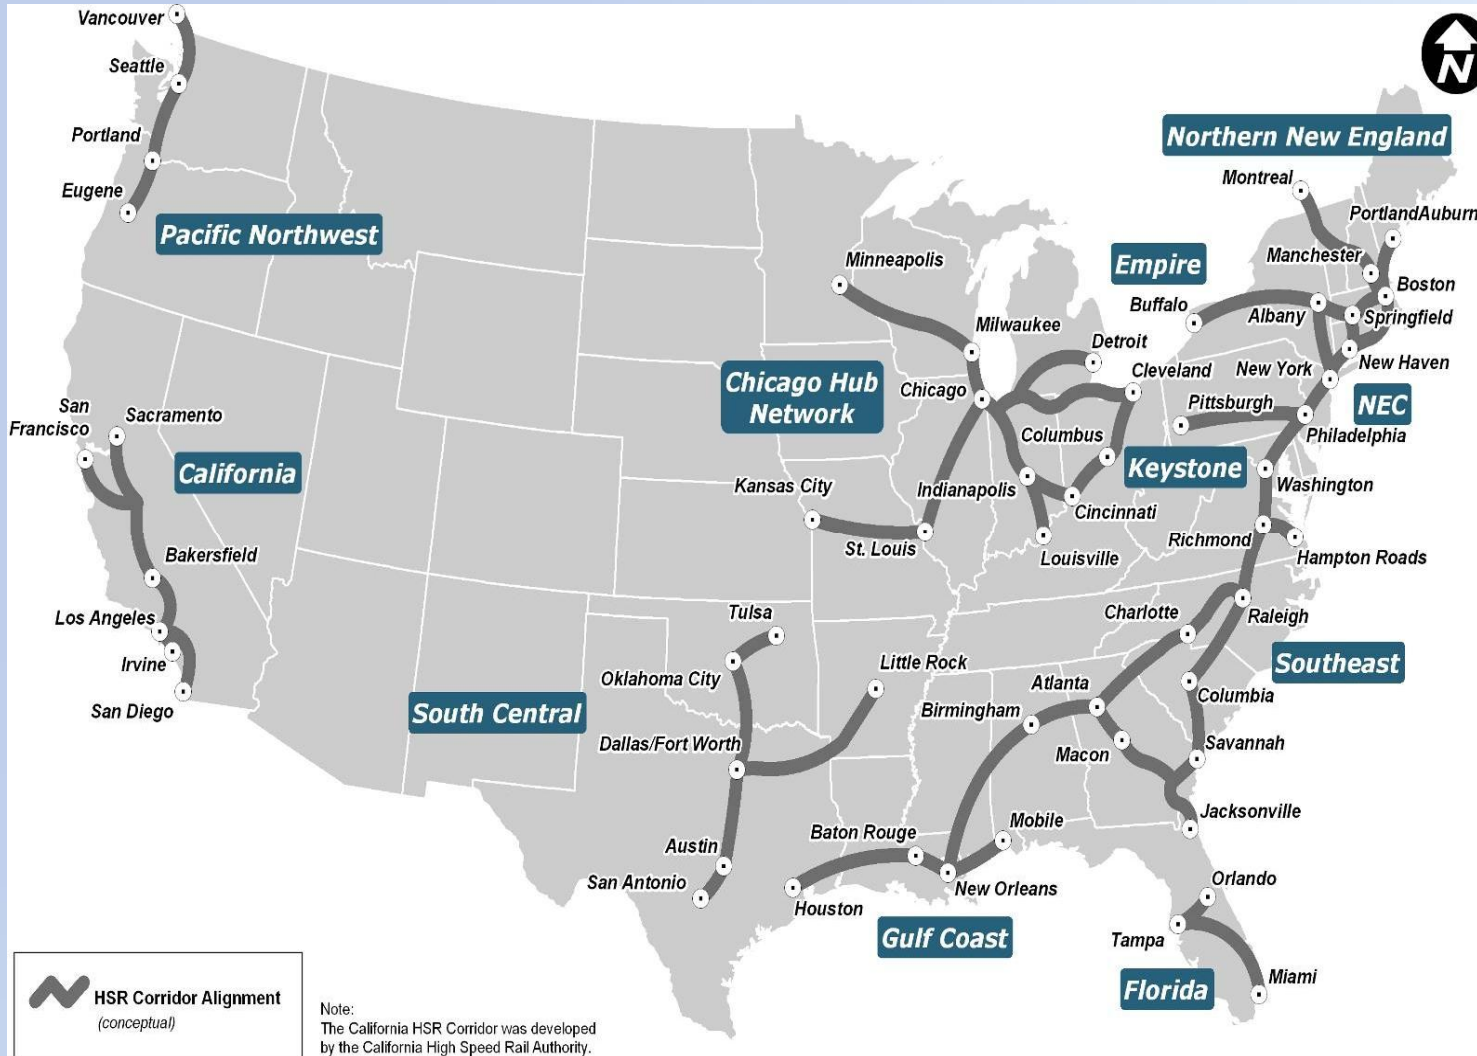 Vancouver
Seattle
Portland
Eugene
Pacific Northwest
N
Northern New England
Montreal
PortlandAuburn
Manchester
Empire
Boston
Buffalo
Albany
Springfield
New Haven
New York
NEC
Minneapolis
Milwaukee
Detroit
Cleveland
Chicago Hub
Network
Chicago
Pittsburgh
Philadelphia
Columbus
Keystone
Washington
Indianapolis
Cincinnati
Kansas City
St. Louis
Louisville
Richmond
Hampton Roads
San
Francisco
Sacramento
California
Bakersfield
Los Angeles
Irvine
San Diego
Tulsa
Oklahoma City
Little Rock
South Central
Dallas/Fort Worth
Austin
San Antonio
Charlotte
Raleigh
Southeast
Atlanta
Columbia
Birmingham
Macon
Savannah
Jacksonville
Mobile
Baton Rouge
New Orleans
Houston
Gulf Coast
Orlando
Tampa
Miami
Florida
HSR Corridor Alignment
(conceptual)
Note:
The California HSR Corridor was developed
by the California High Speed Rail Authority.